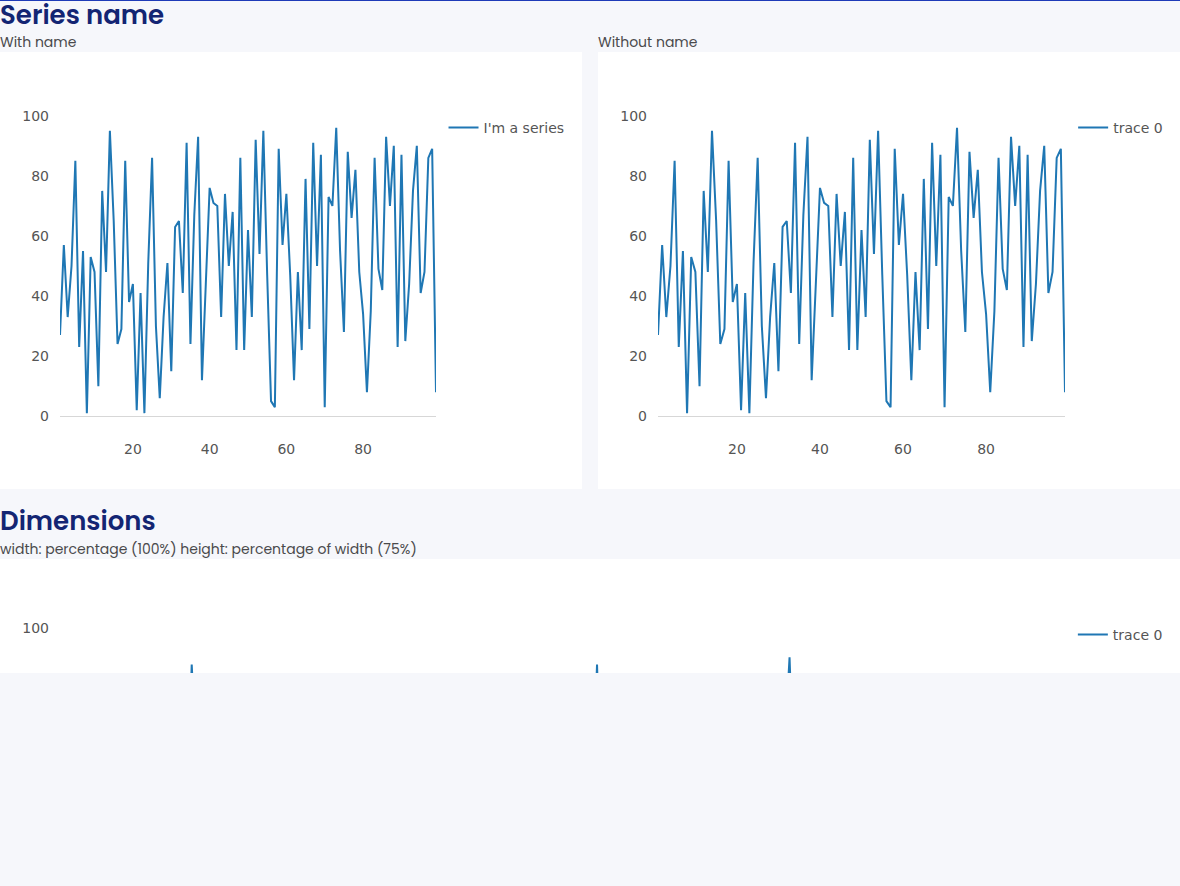 Series name
With name
Without name
100
80
60
40
20
0
20
40
60
80
I'm a series
100
80
60
40
20
0
20
40
60
80
trace 0
Dimensions
width: percentage (100%) height: percentage of width (75%)
100
trace 0